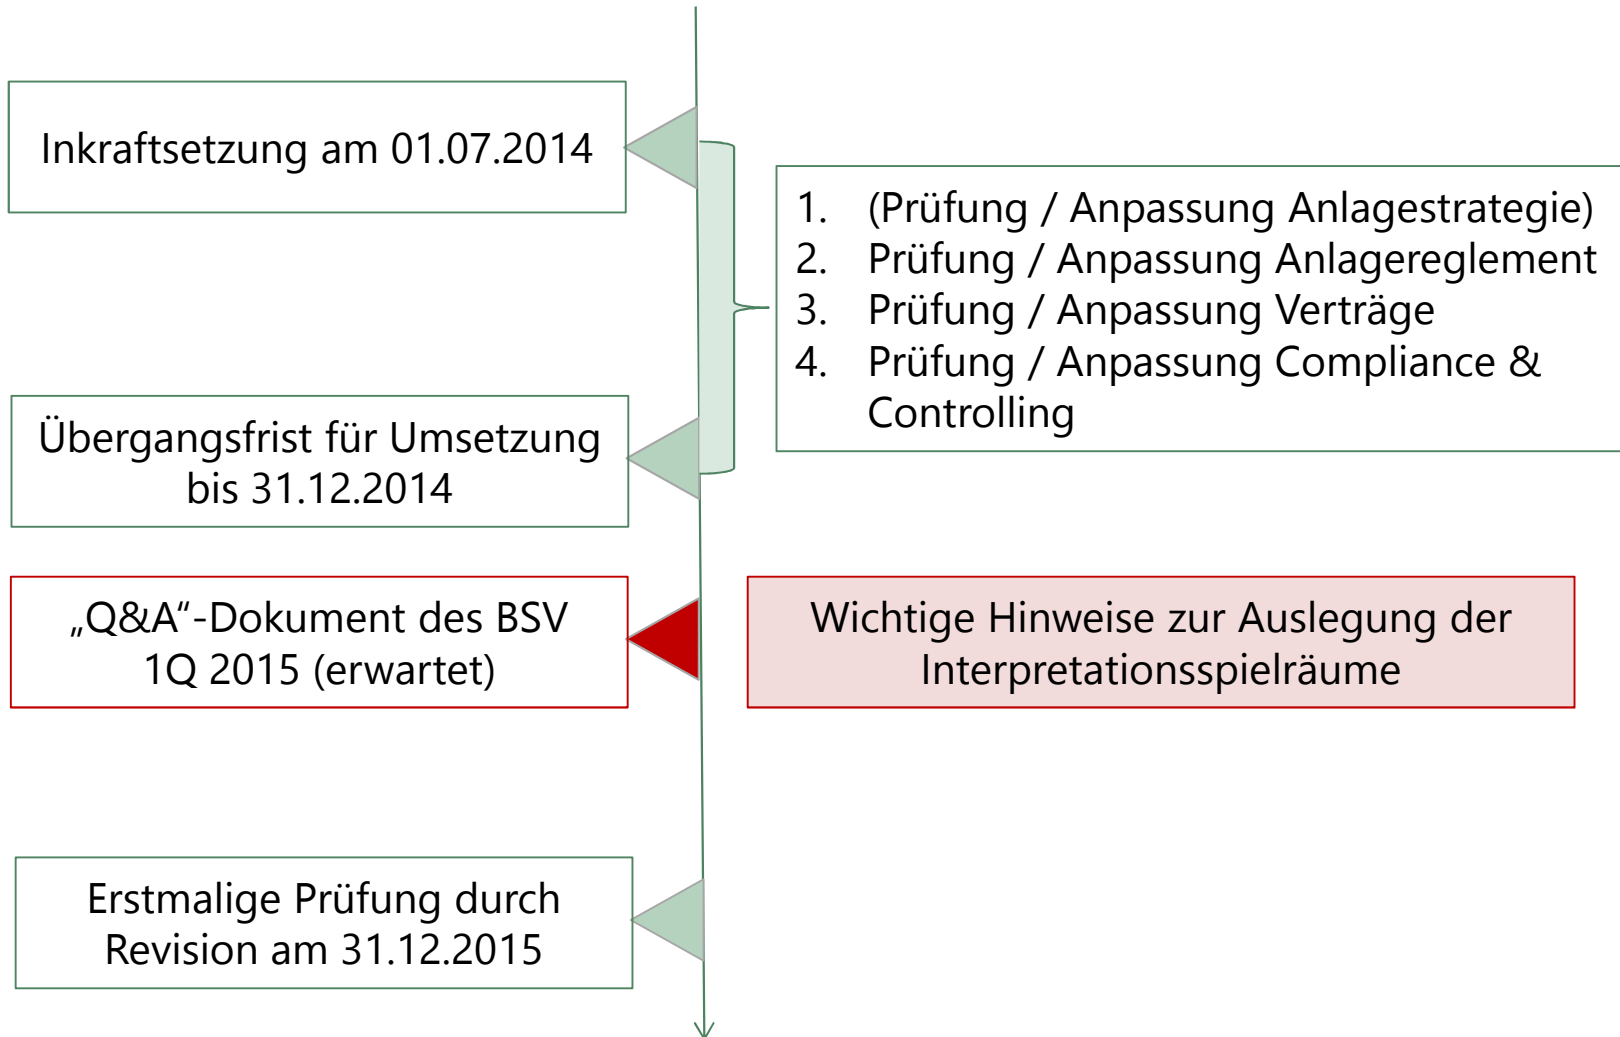 Inkraftsetzung am 01.07.2014
1. (Prüfung / Anpassung Anlagestrategie)
2. Prüfung / Anpassung Anlagereglement
3. Prüfung / Anpassung Verträge
4. Prüfung / Anpassung Compliance &
Controlling
Übergangsfrist für Umsetzung
bis 31.12.2014
„Q&A“-Dokument des BSV
1Q 2015 (erwartet)
Wichtige Hinweise zur Auslegung der
Interpretationsspielräume
Erstmalige Prüfung durch
Revision am 31.12.2015